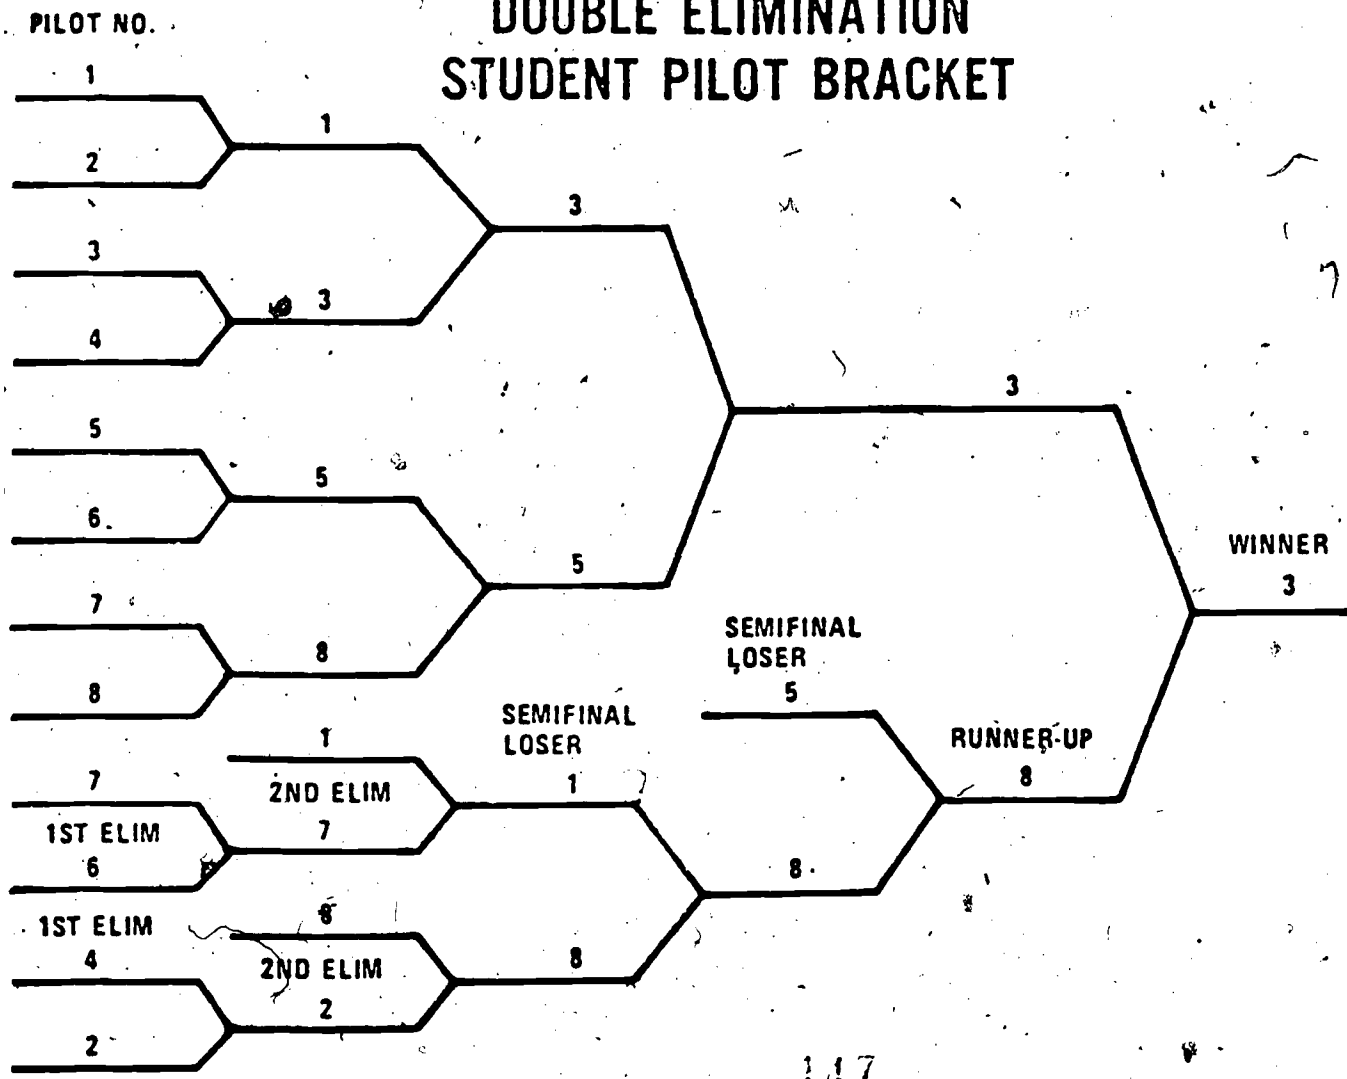 DOUBLE ELIMINATION
STUDENT PILOT BRACKET
PILOT NO.
1
2
3
4
5
6
7
8
1
3
5
8
3
5
3
WINNER
3
SEMIFINAL
LOSER
5
RUNNER-UP
8
SEMIFINAL
LOSER
1
8
8
1
2ND ELIM
7
8
2ND ELIM
2
7
1ST ELIM
6
1ST ELIM
4
2
117